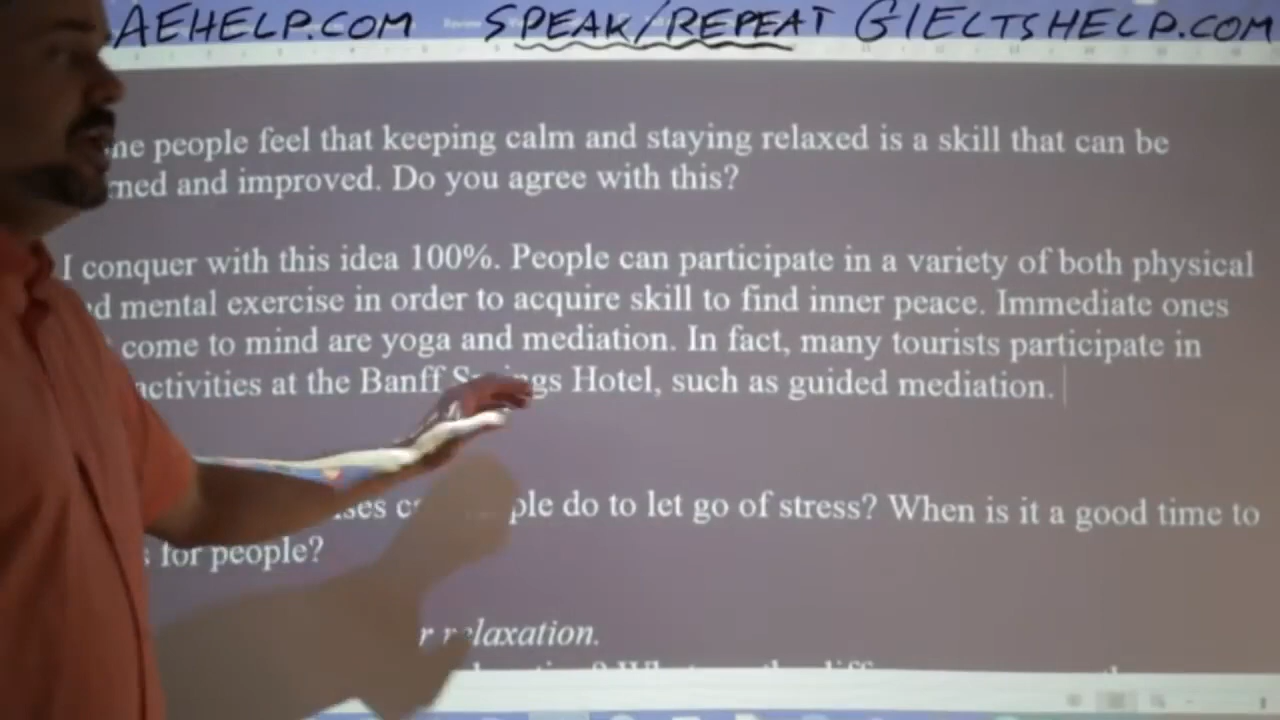 AEHELP.COM SPEAK/REPEAT GIELTSHELP.COM
people feel that keeping calm and staying relaxed is a skill that can be
and improved. Do you agree with this?
I conquer with this idea 100%. People can participate in a variety of both physical
mental exercise in order to acquire skill to find inner peace. Immediate ones
come to mind are yoga and mediation. In fact, many tourists participate in
activities at the Banff Springs Hotel, such as guided mediation.
do to let go of stress? When is it a good time to
for people?
relaxation.